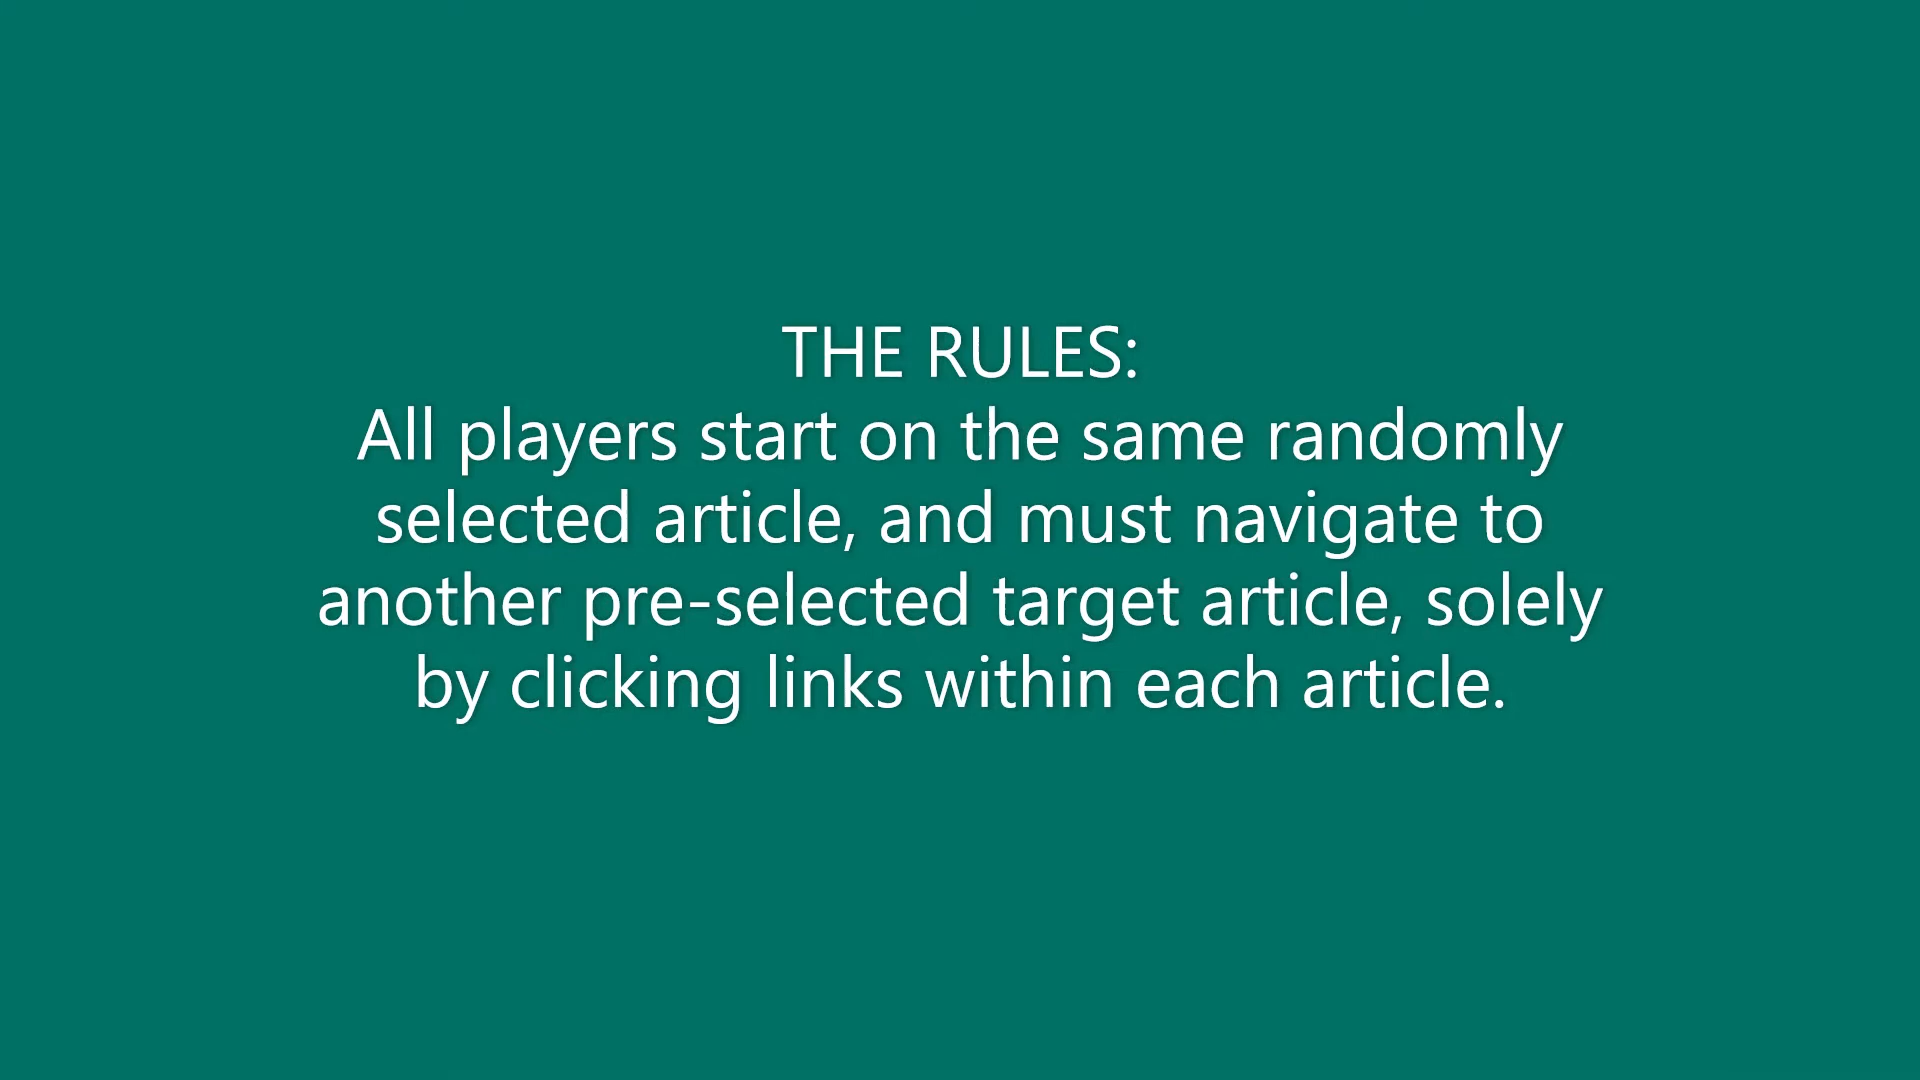 THE RULES:
All players start on the same randomly
selected article, and must navigate to
another pre-selected target article, solely
by clicking links within each article.